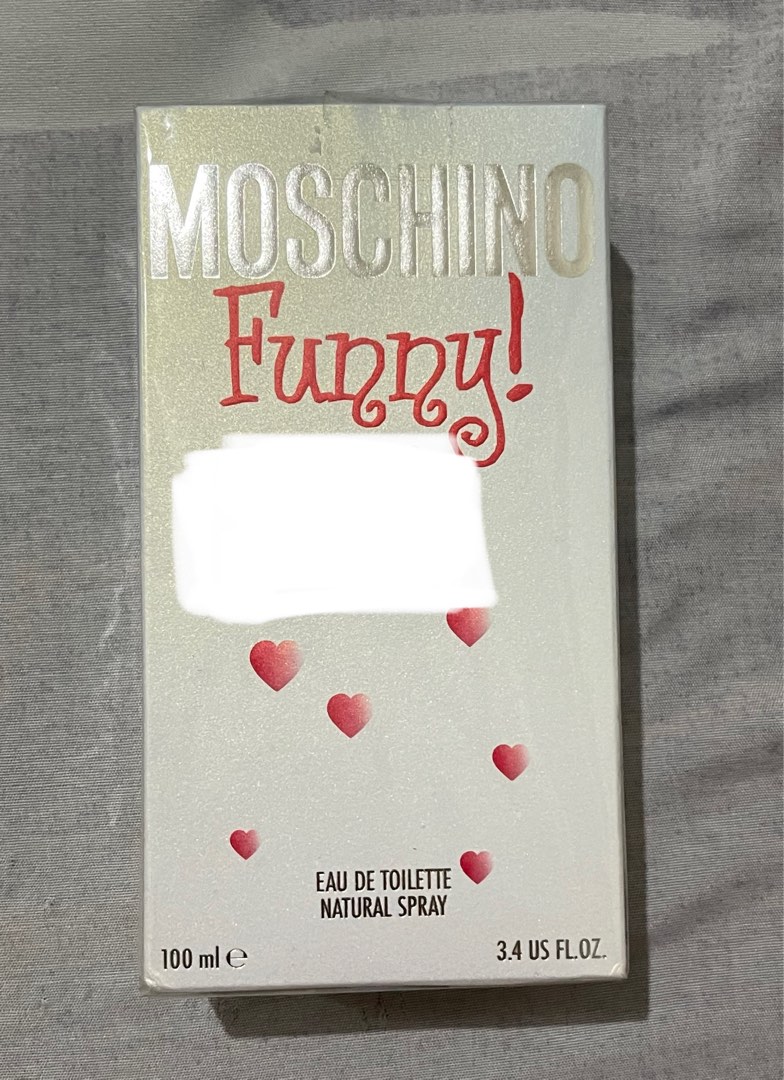 MOSCHINO
Funny!
EAU DE TOILETTE
NATURAL SPRAY
100 ml ℮
3.4 US FL.OZ.